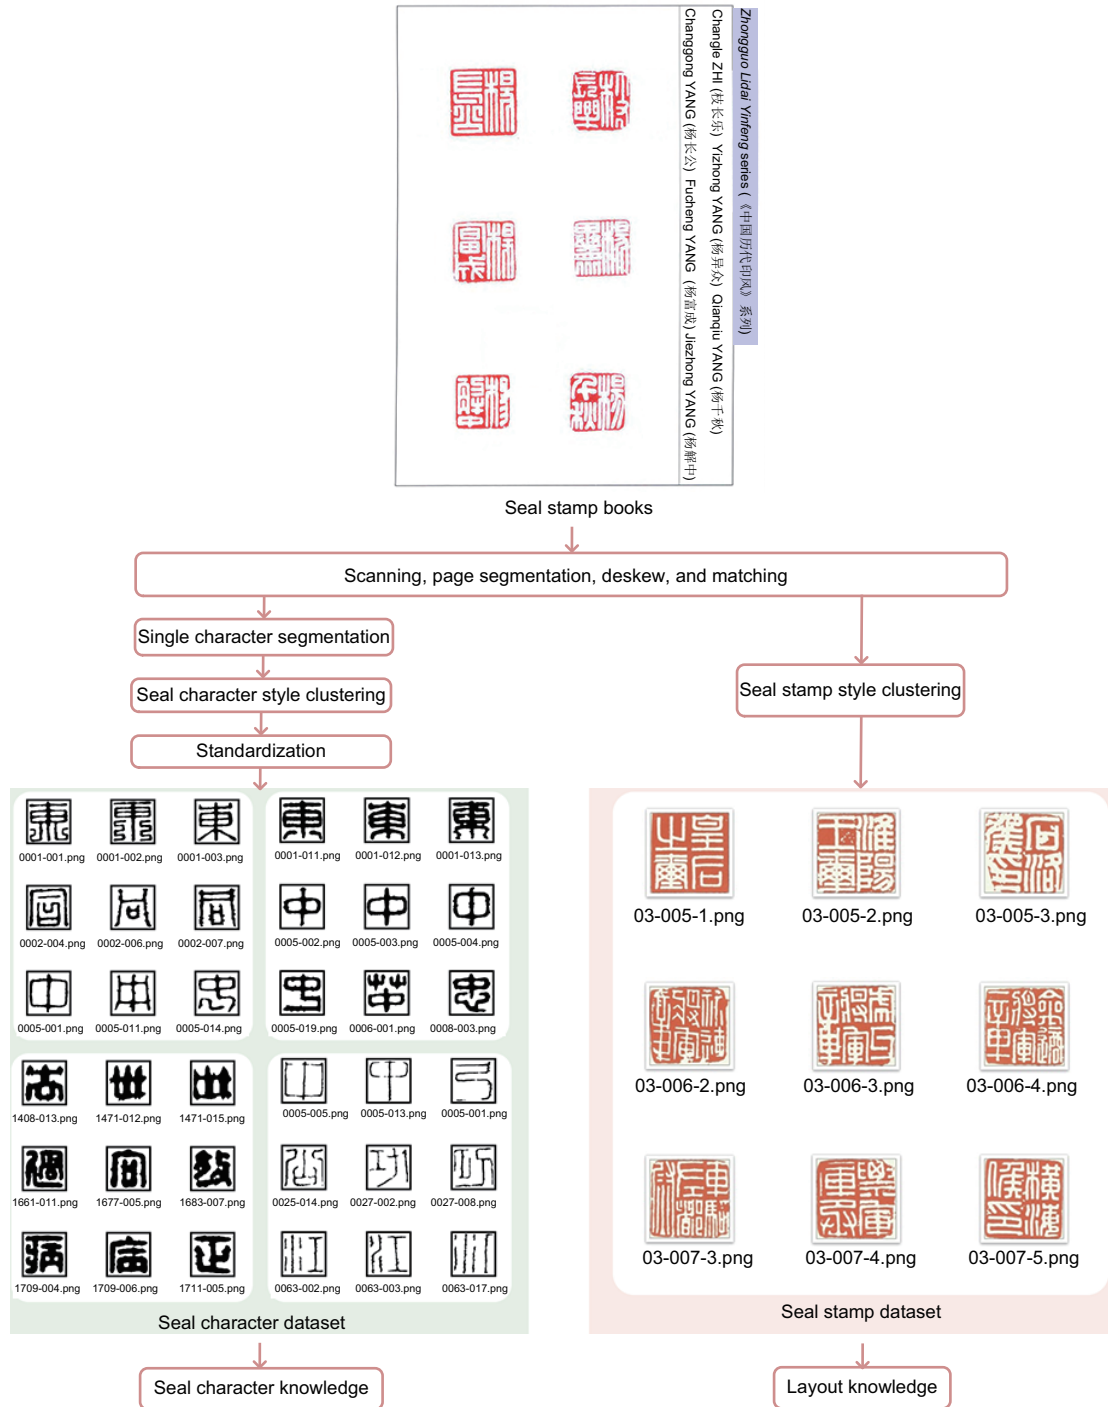 Zhongguo Lidai Yinfeng series (《中国历代印风》系列)
Changle ZHI (枝长乐) Yizhong YANG (杨异众) Qianqiu YANG (杨千秋)
Changgong YANG (杨长公) Fucheng YANG (杨富成) Jiezhong YANG (杨解中)
Seal stamp books
Scanning, page segmentation, deskew, and matching
Single character segmentation
Seal character style clustering
Standardization
Seal stamp style clustering
0001-001.png 0001-002.png 0001-003.png
0002-004.png 0002-006.png 0002-007.png
0005-001.png 0005-011.png 0005-014.png
0001-011.png 0001-012.png 0001-013.png
0005-002.png 0005-003.png 0005-004.png
0005-019.png 0006-001.png 0008-003.png
1408-013.png 1471-012.png 1471-015.png
1661-011.png 1677-005.png 1683-007.png
1709-004.png 1709-006.png 1711-005.png
0005-005.png 0005-013.png 0005-001.png
0025-014.png 0027-002.png 0027-008.png
0063-002.png 0063-003.png 0063-017.png
Seal character dataset
Seal character knowledge
03-005-1.png 03-005-2.png 03-005-3.png
03-006-2.png 03-006-3.png 03-006-4.png
03-007-3.png 03-007-4.png 03-007-5.png
Seal stamp dataset
Layout knowledge